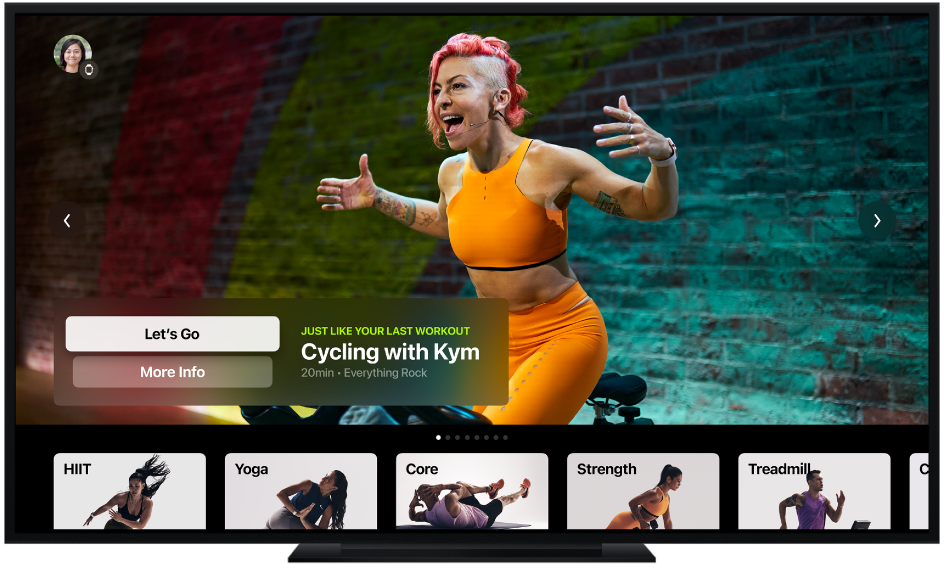 Let's Go
More Info
JUST LIKE YOUR LAST WORKOUT
Cycling with Kym
20min • Everything Rock
HIIT
Yoga
Core
Strength
Treadmill
C